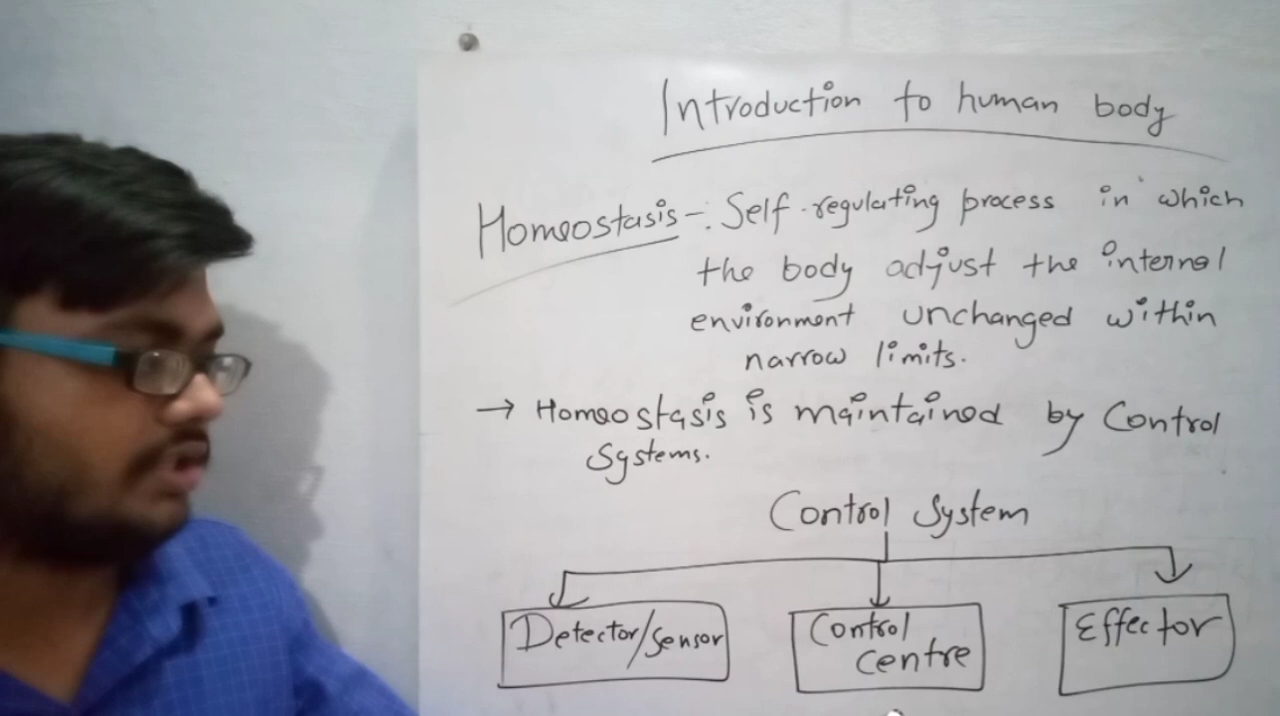 Introduction to human body
Homeostasis -: Self-regulating process in which
the body adjust the internal
environment unchanged within
narrow limits.
→ Homeostasis is maintained by Control
Systems.
Control System
Detector/Sensor
Control
Centre
Effector